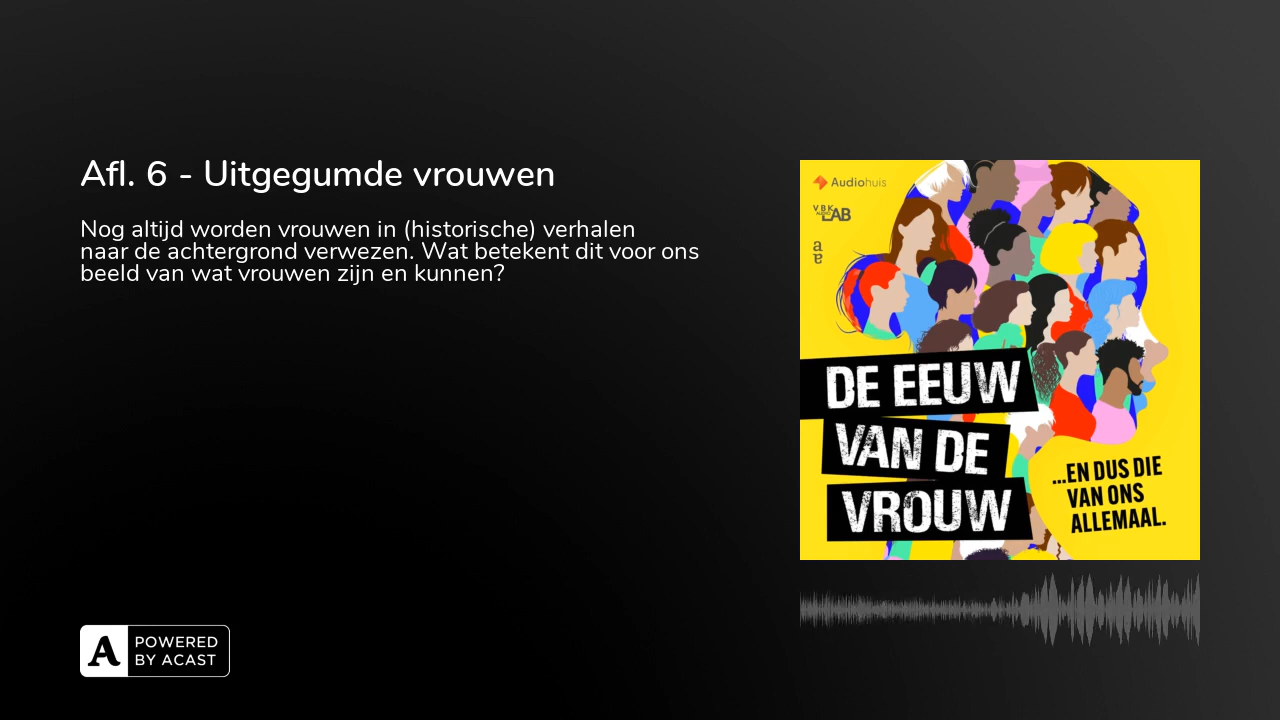 Afl. 6 - Uitgegumde vrouwen
Nog altijd worden vrouwen in (historische) verhalen
naar de achtergrond verwezen. Wat betekent dit voor ons
beeld van wat vrouwen zijn en kunnen?
Audiohuis
VBK
AUDIO LAB
a
a
DE EEUW
VAN DE
VROUW
...EN DUS DIE
VAN ONS
ALLEMAAL.
A
POWERED
BY ACAST